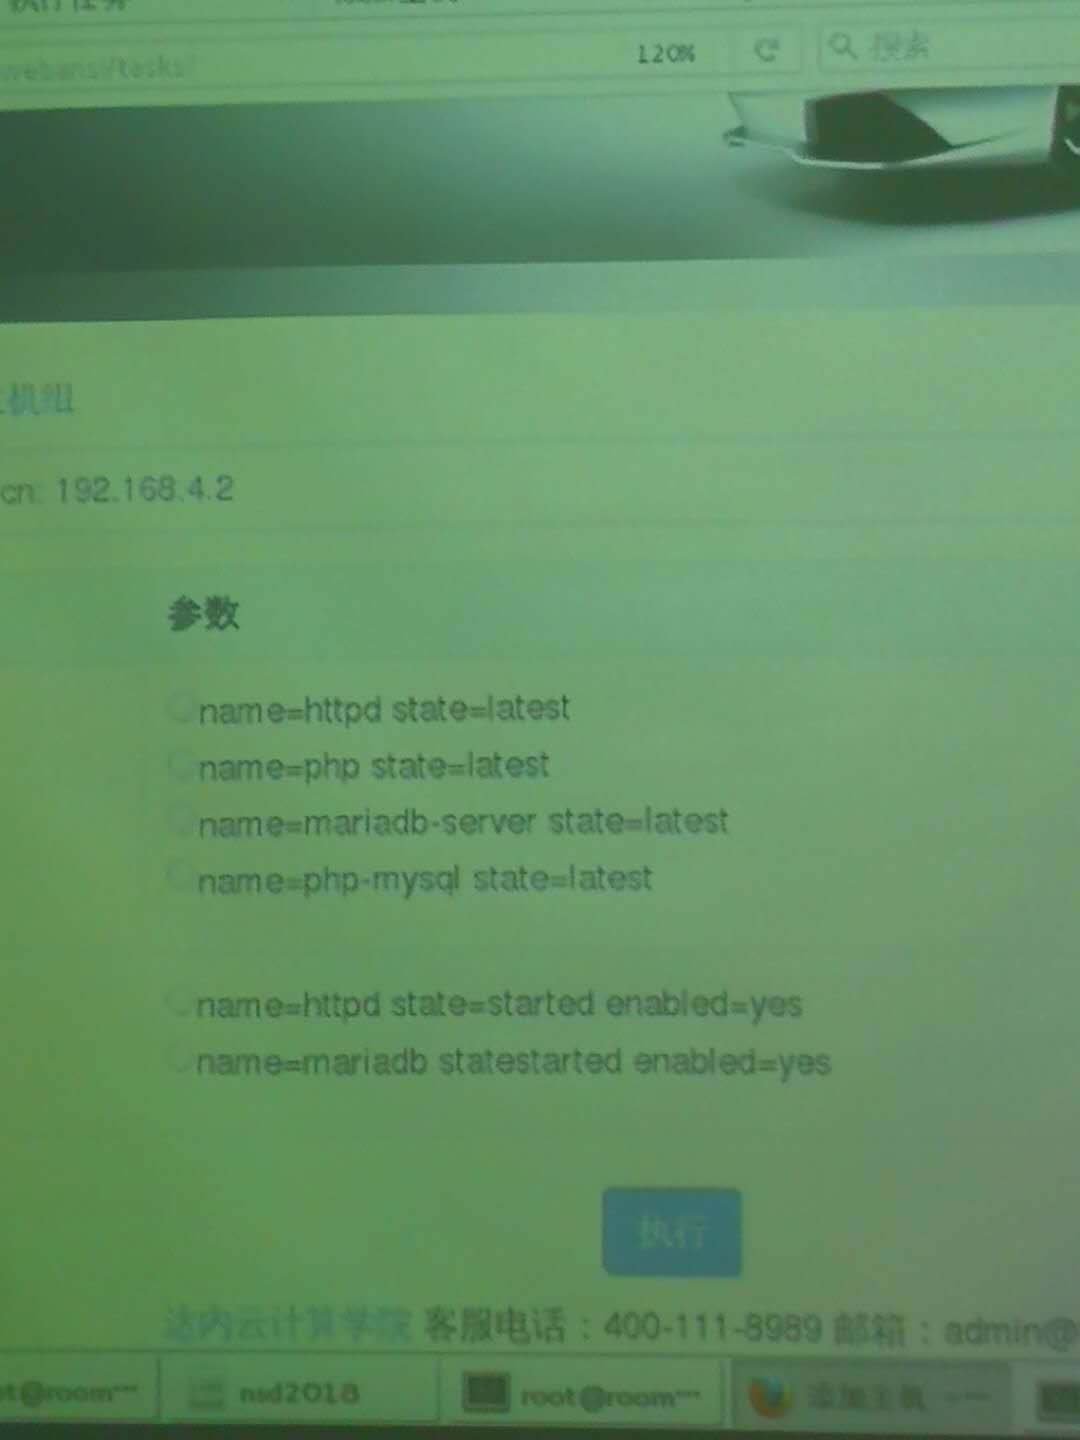 webansi/tasks/ 120% 搜索
机组
cn: 192.168.4.2
参数
name=httpd state=latest
name=php state=latest
name=mariadb-server state=latest
name=php-mysql state=latest
name=httpd state=started enabled=yes
name=mariadb statestarted enabled=yes
执行
达内云计算学院 客服电话：400-111-8989 邮箱：admin@
t@room nsd2018 root@room 添加主机